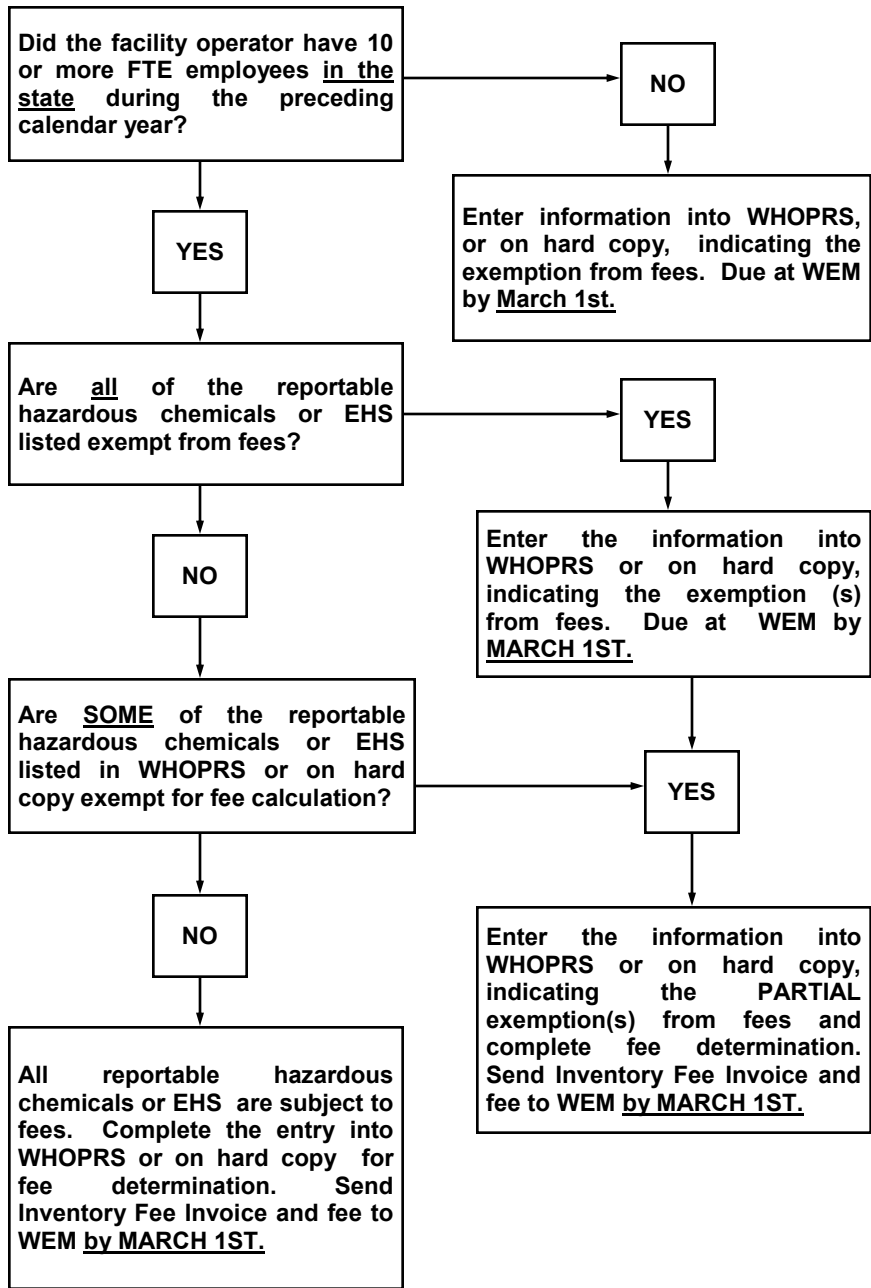 Did the facility operator have 10
or more FTE employees in the
state during the preceding
calendar year?
NO
Enter information into WHOPRS,
or on hard copy, indicating the
exemption from fees. Due at WEM
by March 1st.
YES
Are all of the reportable
hazardous chemicals or EHS
listed exempt from fees?
YES
Enter the information into
WHOPRS or on hard copy,
indicating the exemption (s)
from fees. Due at WEM by
MARCH 1ST.
NO
Are SOME of the reportable
hazardous chemicals or EHS
listed in WHOPRS or on hard
copy exempt for fee calculation?
YES
Enter the information into
WHOPRS or on hard copy,
indicating the PARTIAL
exemption(s) from fees and
complete fee determination.
Send Inventory Fee Invoice and
fee to WEM by MARCH 1ST.
NO
All reportable hazardous
chemicals or EHS are subject to
fees. Complete the entry into
WHOPRS or on hard copy for
fee determination. Send
Inventory Fee Invoice and fee to
WEM by MARCH 1ST.